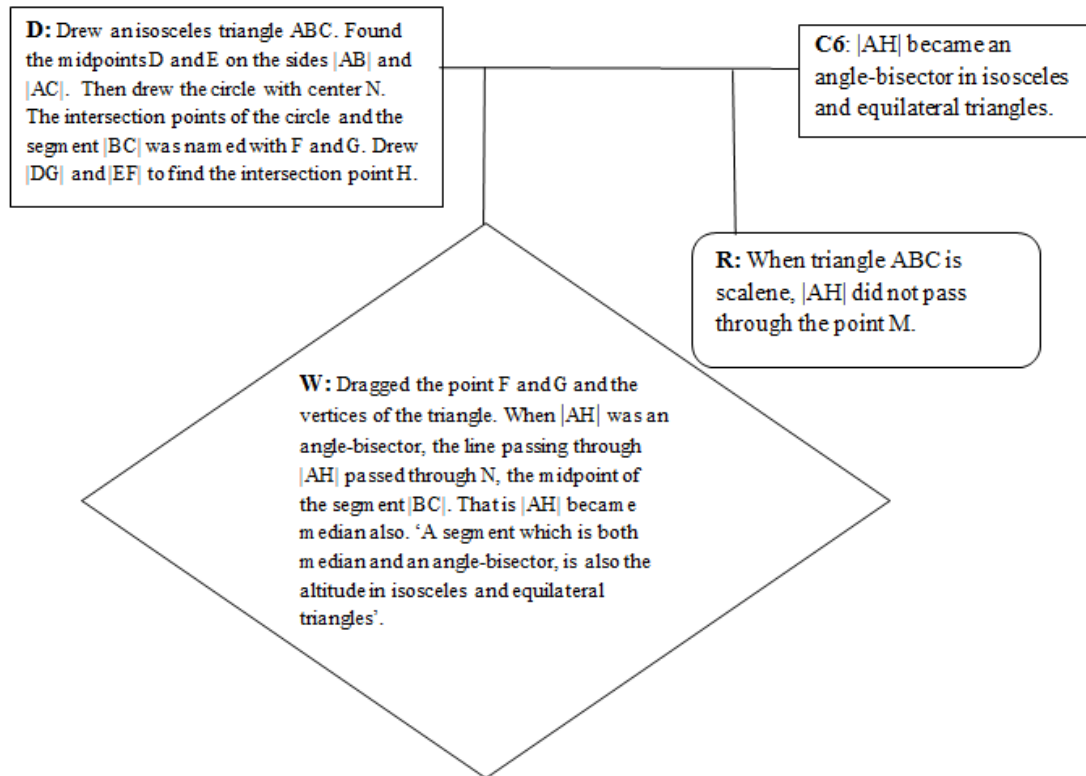 D: Drew an isosceles triangle ABC. Found
the midpoints D and E on the sides |AB| and
|AC|. Then drew the circle with center N.
The intersection points of the circle and the
segment |BC| was named with F and G. Drew
|DG| and |EF| to find the intersection point H.
C6: |AH| became an
angle-bisector in isosceles
and equilateral triangles.
R: When triangle ABC is
scalene, |AH| did not pass
through the point M.
W: Dragged the point F and G and the
vertices of the triangle. When |AH| was an
angle-bisector, the line passing through
|AH| passed through N, the midpoint of
the segment |BC|. That is |AH| became
median also. ‘A segment which is both
median and an angle-bisector, is also the
altitude in isosceles and equilateral
triangles’.